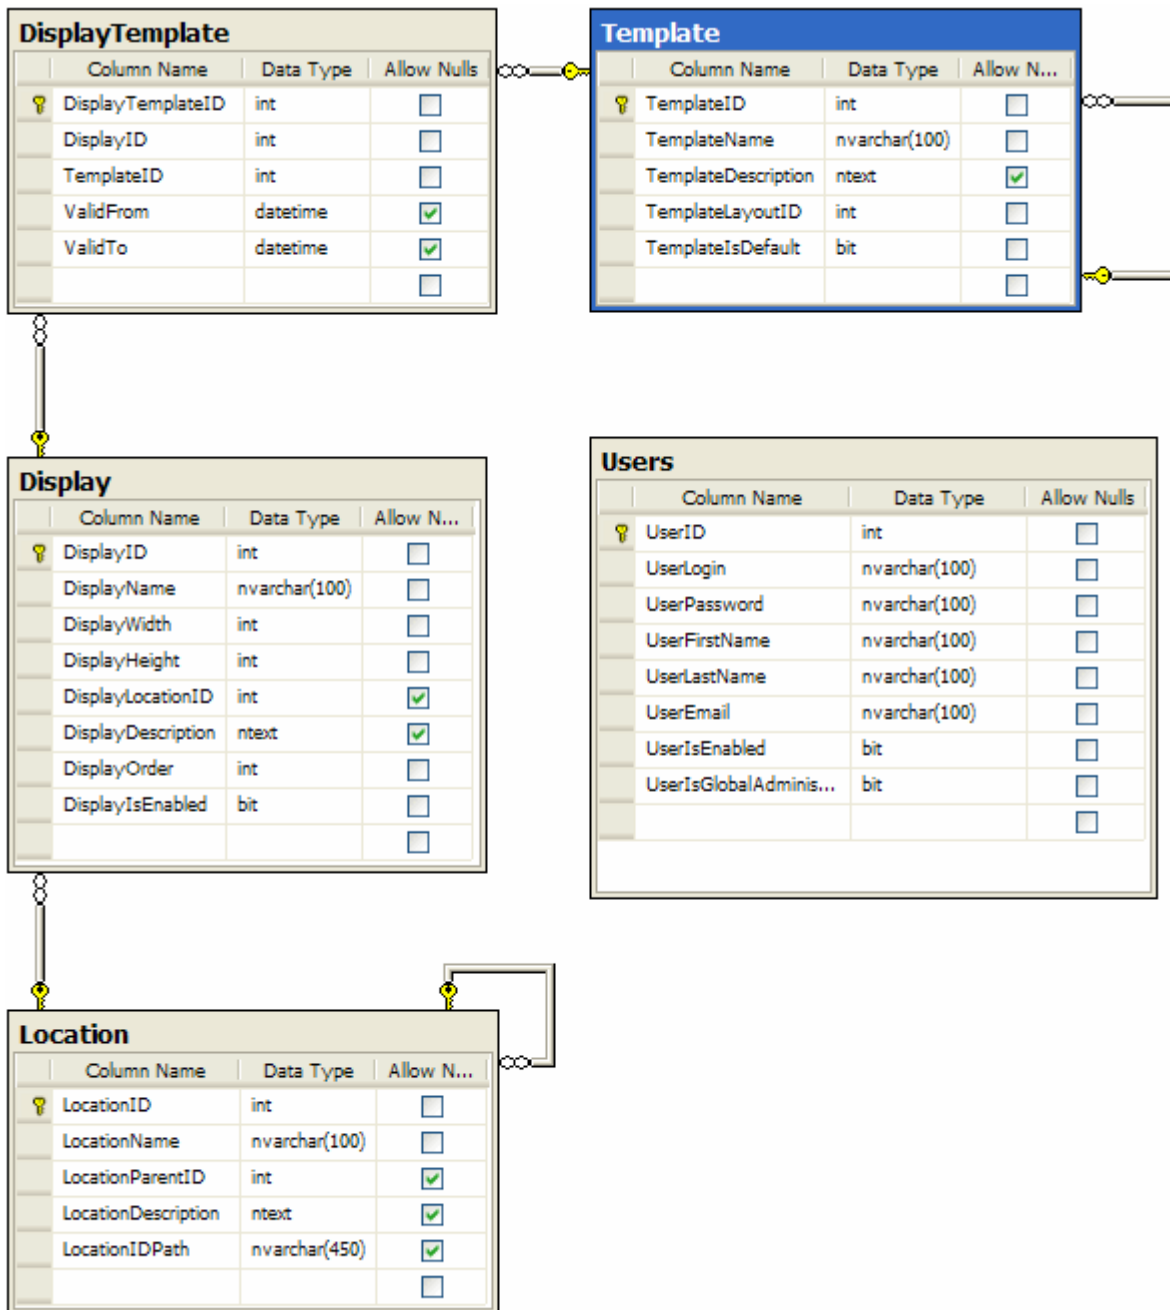 DisplayTemplate
Column Name Data Type Allow Nulls
DisplayTemplateID int
DisplayID int
TemplateID int
ValidFrom datetime
ValidTo datetime
Template
Column Name Data Type Allow N...
TemplateID int
TemplateName nvarchar(100)
TemplateDescription ntext
TemplateLayoutID int
TemplateIsDefault bit
Display
Column Name Data Type Allow N...
DisplayID int
DisplayName nvarchar(100)
DisplayWidth int
DisplayHeight int
DisplayLocationID int
DisplayDescription ntext
DisplayOrder int
DisplayIsEnabled bit
Users
Column Name Data Type Allow Nulls
UserID int
UserLogin nvarchar(100)
UserPassword nvarchar(100)
UserFirstName nvarchar(100)
UserLastName nvarchar(100)
UserEmail nvarchar(100)
UserIsEnabled bit
UserIsGlobalAdminis... bit
Location
Column Name Data Type Allow N...
LocationID int
LocationName nvarchar(100)
LocationParentID int
LocationDescription ntext
LocationIDPath nvarchar(450)